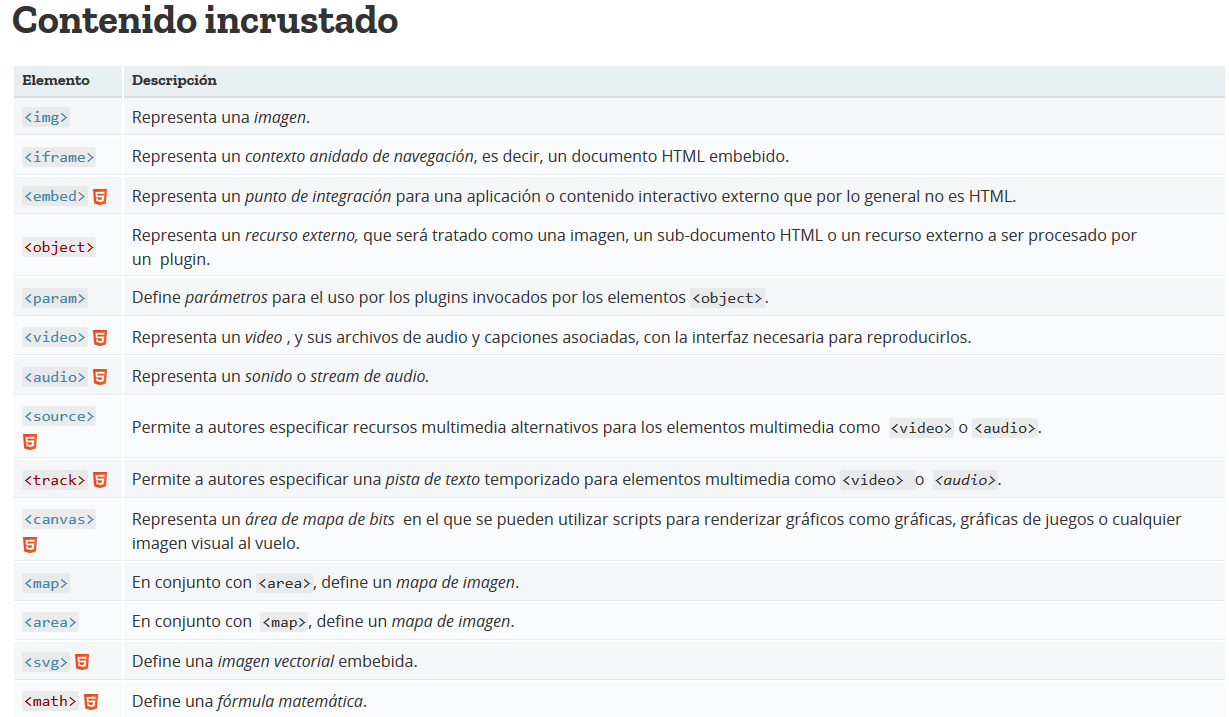 Contenido incrustado
Elemento Descripción
<img> Representa una imagen.
<iframe> Representa un contexto anidado de navegación, es decir, un documento HTML embebido.
<embed> Representa un punto de integración para una aplicación o contenido interactivo externo que por lo general no es HTML.
<object> Representa un recurso externo, que será tratado como una imagen, un sub-documento HTML o un recurso externo a ser procesado por
un plugin.
<param> Define parámetros para el uso por los plugins invocados por los elementos <object>.
<video> Representa un video , y sus archivos de audio y capciones asociadas, con la interfaz necesaria para reproducirlos.
<audio> Representa un sonido o stream de audio.
<source> Permite a autores especificar recursos multimedia alternativos para los elementos multimedia como <video> o <audio>.
<track> Permite a autores especificar una pista de texto temporizado para elementos multimedia como <video> o <audio>.
<canvas> Representa un área de mapa de bits en el que se pueden utilizar scripts para renderizar gráficos como gráficas, gráficas de juegos o cualquier
imagen visual al vuelo.
<map> En conjunto con <area>, define un mapa de imagen.
<area> En conjunto con <map>, define un mapa de imagen.
<svg> Define una imagen vectorial embebida.
<math> Define una fórmula matemática.